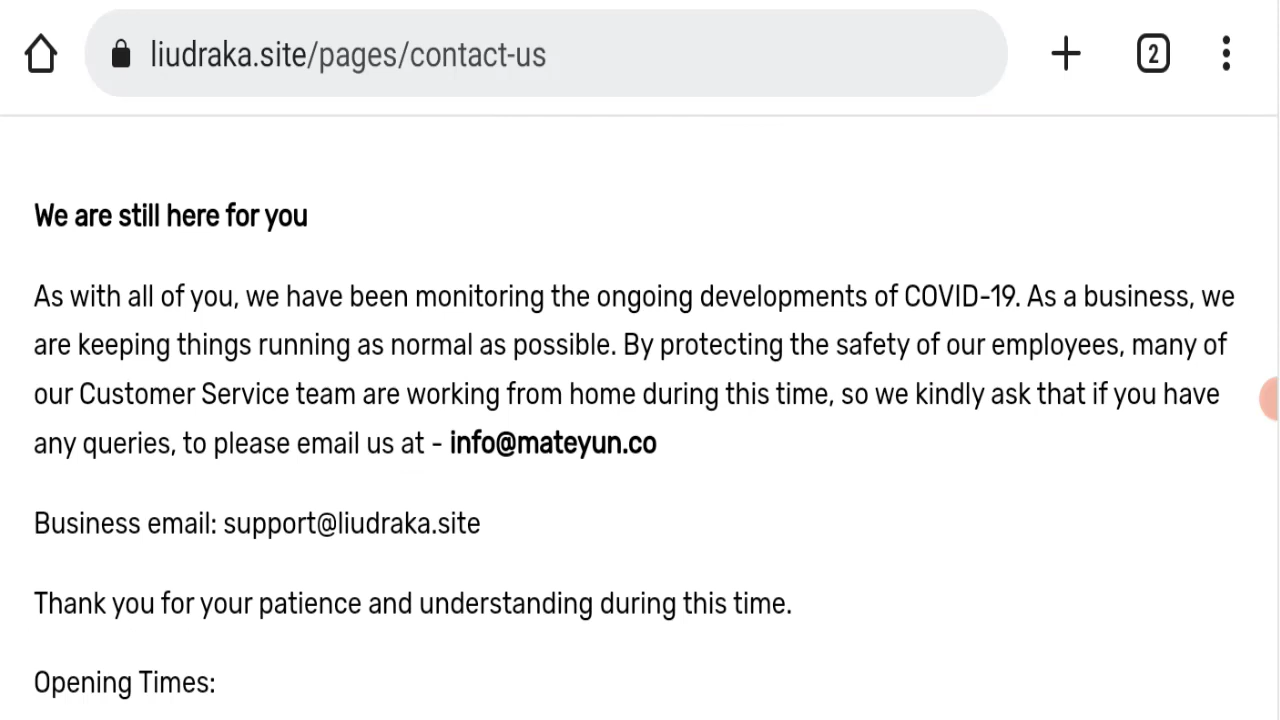 liudraka.site/pages/contact-us
2
We are still here for you
As with all of you, we have been monitoring the ongoing developments of COVID-19. As a business, we
are keeping things running as normal as possible. By protecting the safety of our employees, many of
our Customer Service team are working from home during this time, so we kindly ask that if you have
any queries, to please email us at - info@mateyun.co
Business email: support@liudraka.site
Thank you for your patience and understanding during this time.
Opening Times: